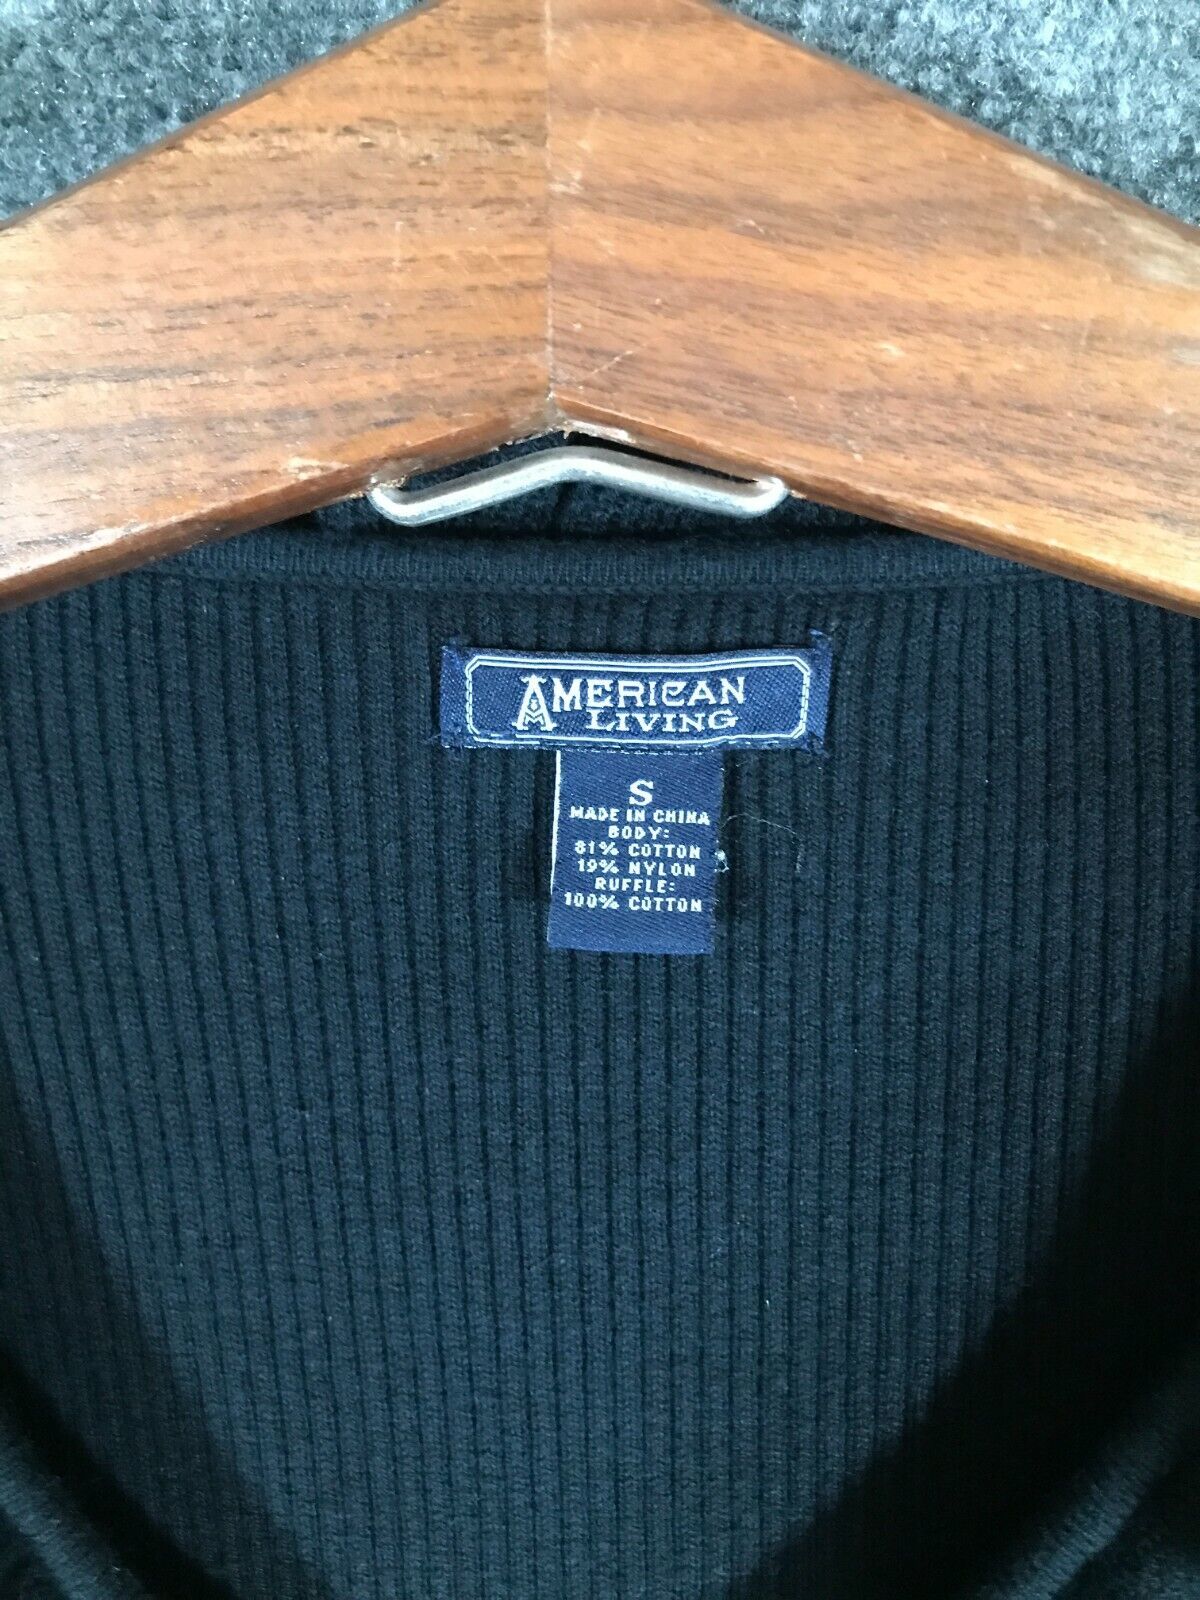 AMERICAN
LIVING
S
MADE IN CHINA
BODY:
81% COTTON
19% NYLON
RUFFLE:
100% COTTON